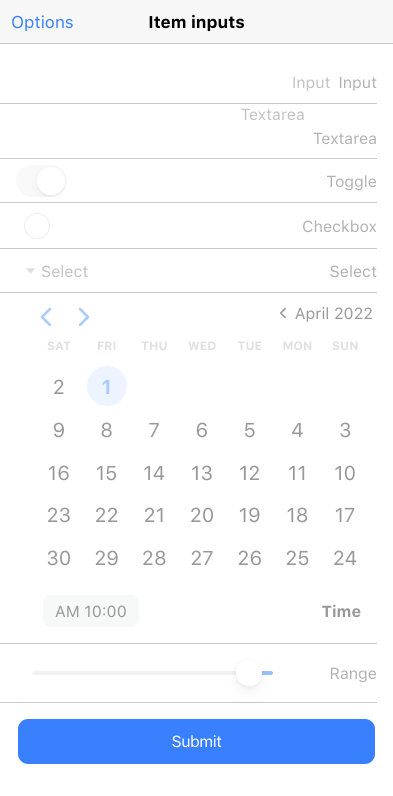 Options Item inputs
Input Input
Textarea
Textarea
Toggle
Checkbox
Select Select
April 2022
SAT FRI THU WED TUE MON SUN
2 1
9 8 7 6 5 4 3
16 15 14 13 12 11 10
23 22 21 20 19 18 17
30 29 28 27 26 25 24
AM 10:00 Time
Range
Submit